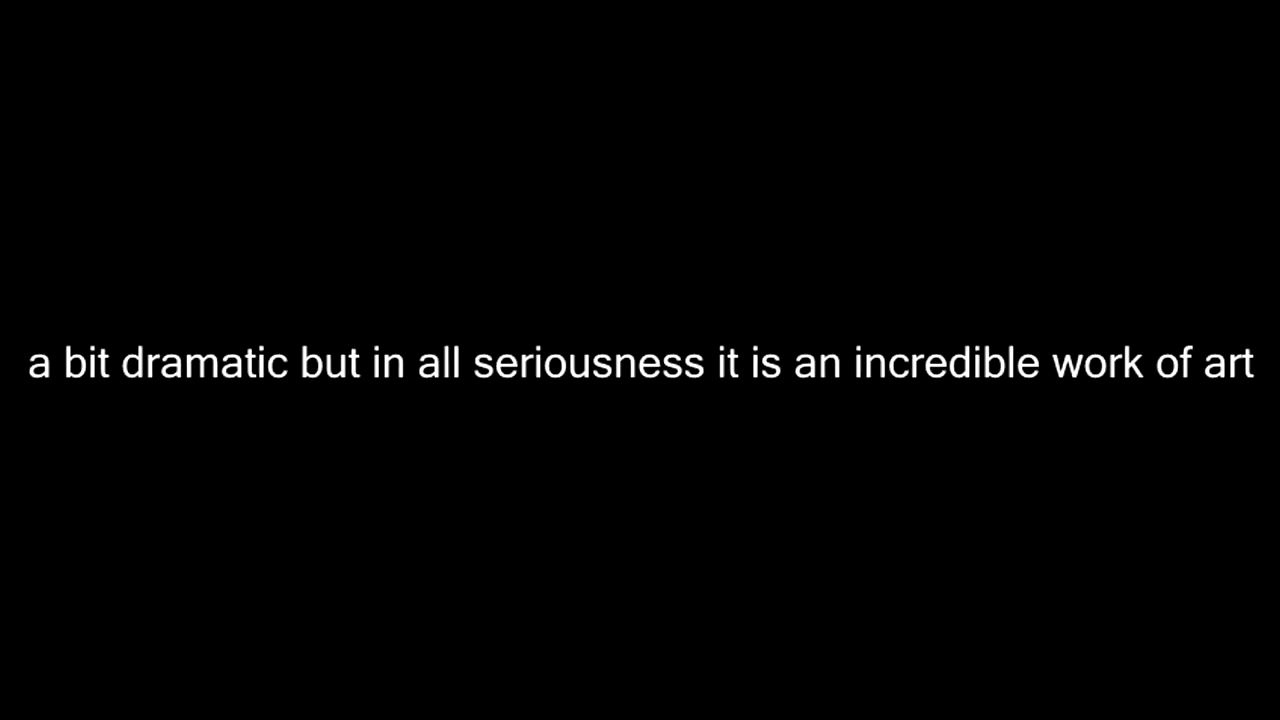 a bit dramatic but in all seriousness it is an incredible work of art